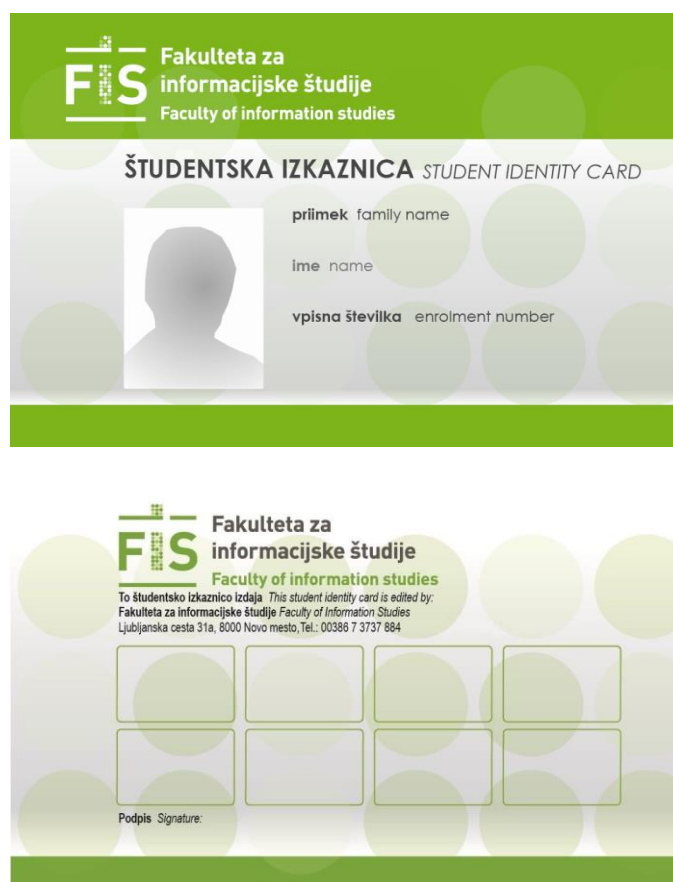 FIS
Fakulteta za
informacijske študije
Faculty of information studies
ŠTUDENTSKA IZKAZNICA STUDENT IDENTITY CARD
priimek family name
ime name
vpisna številka enrolment number
FIS
Fakulteta za
informacijske študije
Faculty of information studies
To študentsko izkaznico izdaja This student identity card is edited by:
Fakulteta za informacijske študije Faculty of Information Studies
Ljubljanska cesta 31a, 8000 Novo mesto,Tel.: 00386 7 3737 884
Podpis Signature: